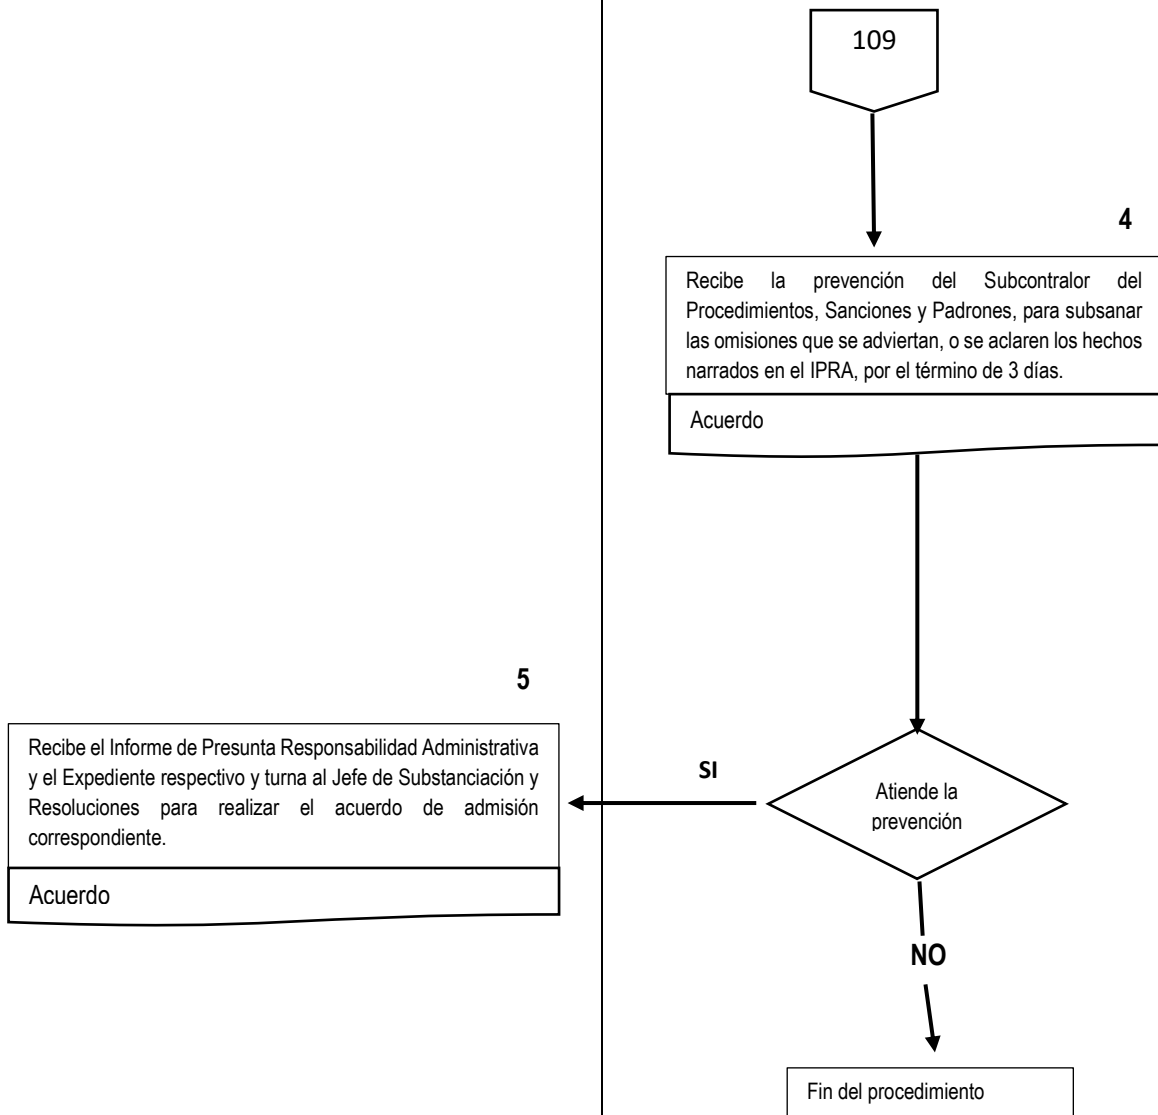 109
4
Recibe la prevención del Subcontralor del
Procedimientos, Sanciones y Padrones, para subsanar
las omisiones que se adviertan, o se aclaren los hechos
narrados en el IPRA, por el término de 3 días.
Acuerdo
5
Recibe el Informe de Presunta Responsabilidad Administrativa
y el Expediente respectivo y turna al Jefe de Substanciación y
Resoluciones para realizar el acuerdo de admisión
correspondiente.
Acuerdo
SI
Atiende la
prevención
NO
Fin del procedimiento